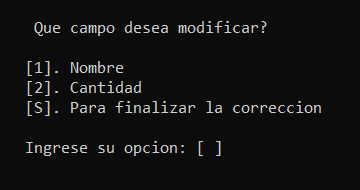 Que campo desea modificar?
[1]. Nombre
[2]. Cantidad
[S]. Para finalizar la correccion
Ingrese su opcion: [ ]